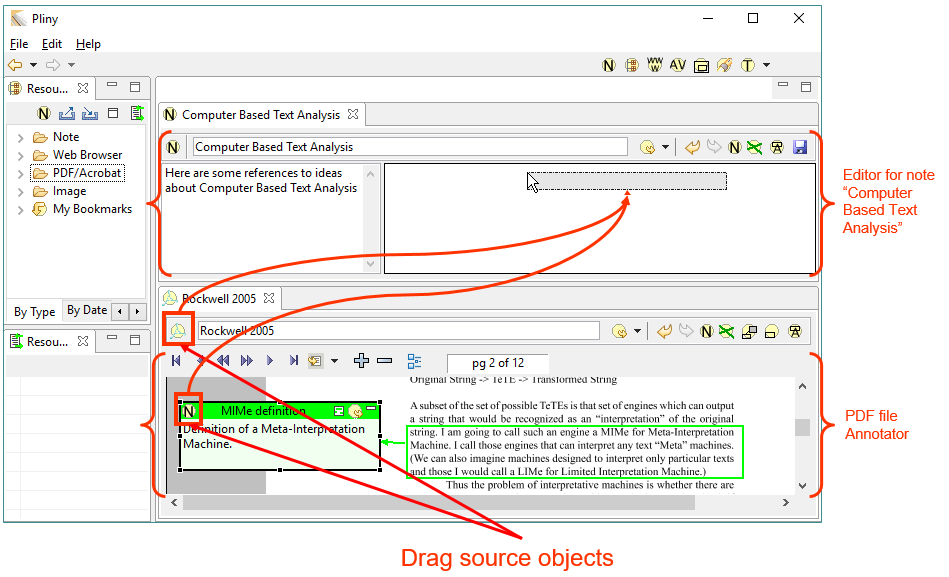 Pliny
File Edit Help
N WWW AV T
Resou...
N
Note
Web Browser
PDF/Acrobat
Image
My Bookmarks
By Type By Date
Resou...
N Computer Based Text Analysis
N Computer Based Text Analysis N
Here are some references to ideas
about Computer Based Text Analysis
Editor for note
“Computer
Based Text
Analysis”
Rockwell 2005
Rockwell 2005 N
pg 2 of 12
Original String -> TeTE -> Transformed String
N MIMe definition
Definition of a Meta-Interpretation
Machine.
A subset of the set of possible TeTEs is that set of engines which can output
a string that would be recognized as an “interpretation” of the original
string. I am going to call such an engine a MIMe for Meta-Interpretation
Machine. I call those engines that can interpret any text “Meta” machines.
(We can also imagine machines designed to interpret only particular texts
and those I would call a LIMe for Limited Interpretation Machine.)
Thus the problem of interpretive machines is whether there are
PDF file
Annotator
Drag source objects